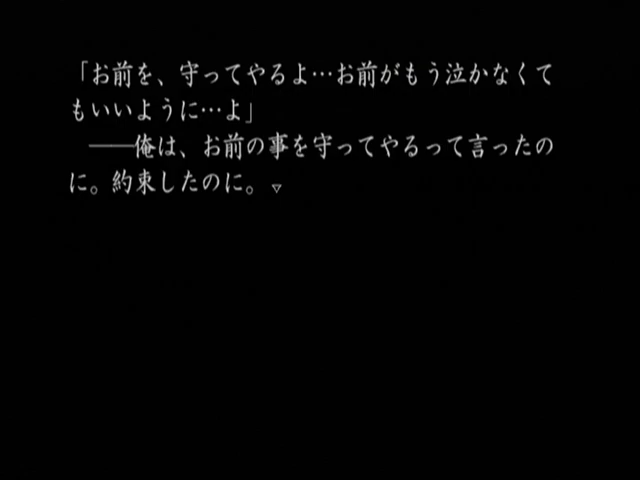 「お前を、守ってやるよ…お前がもう泣かなくて
もいいように…よ」
　――俺は、お前の事を守ってやるって言ったの
に。約束したのに。▽